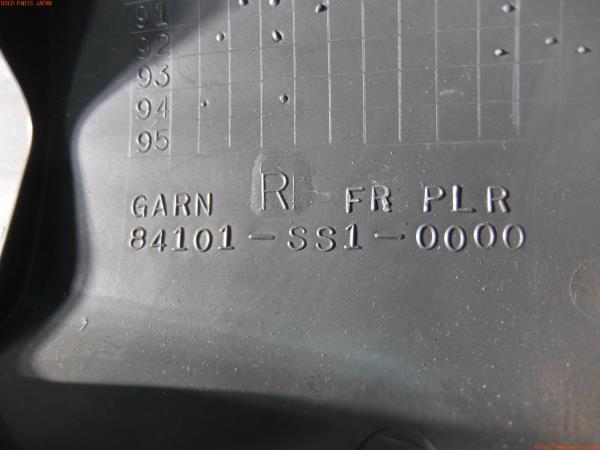 USED PARTS JAPAN
91
92
93
94
95
GARN R FR PLR
84101-SS1-0000